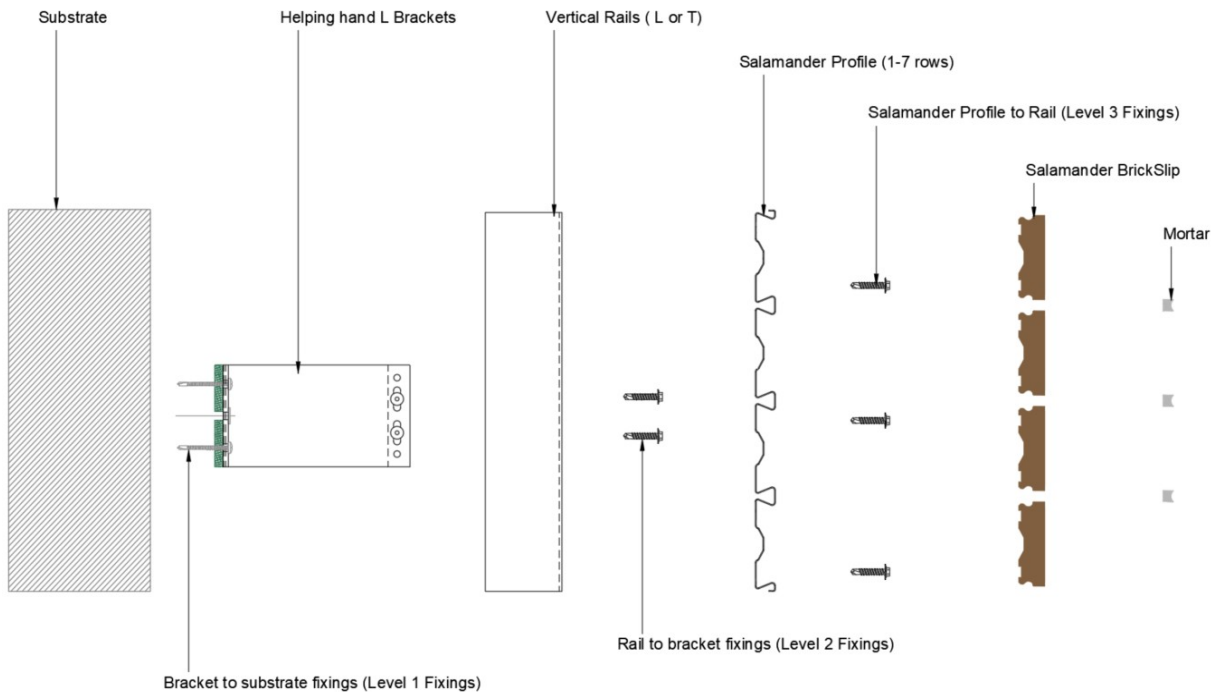 Substrate
Helping hand L Brackets
Vertical Rails ( L or T)
Salamander Profile (1-7 rows)
Salamander Profile to Rail (Level 3 Fixings)
Salamander BrickSlip
Mortar
Rail to bracket fixings (Level 2 Fixings)
Bracket to substrate fixings (Level 1 Fixings)